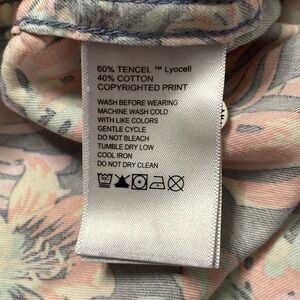 60% TENCEL ™ Lyocell
40% COTTON
COPYRIGHTED PRINT
WASH BEFORE WEARING
MACHINE WASH COLD
WITH LIKE COLORS
GENTLE CYCLE
DO NOT BLEACH
TUMBLE DRY LOW
COOL IRON
DO NOT DRY CLEAN